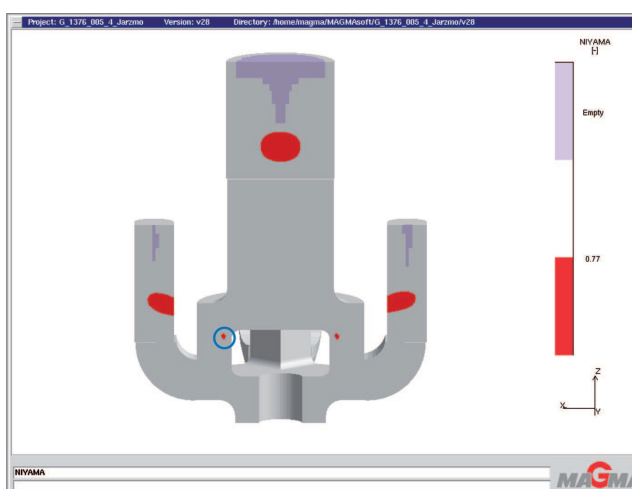 Project: G_1376_005_4_Jarzmo Version: v28 Directory: /home/magma/MAGMAsoft/G_1376_005_4_Jarzmo/v28
NIYAMA
[-]
Empty
0.77
Z
X
Y
NIYAMA
MAGMA